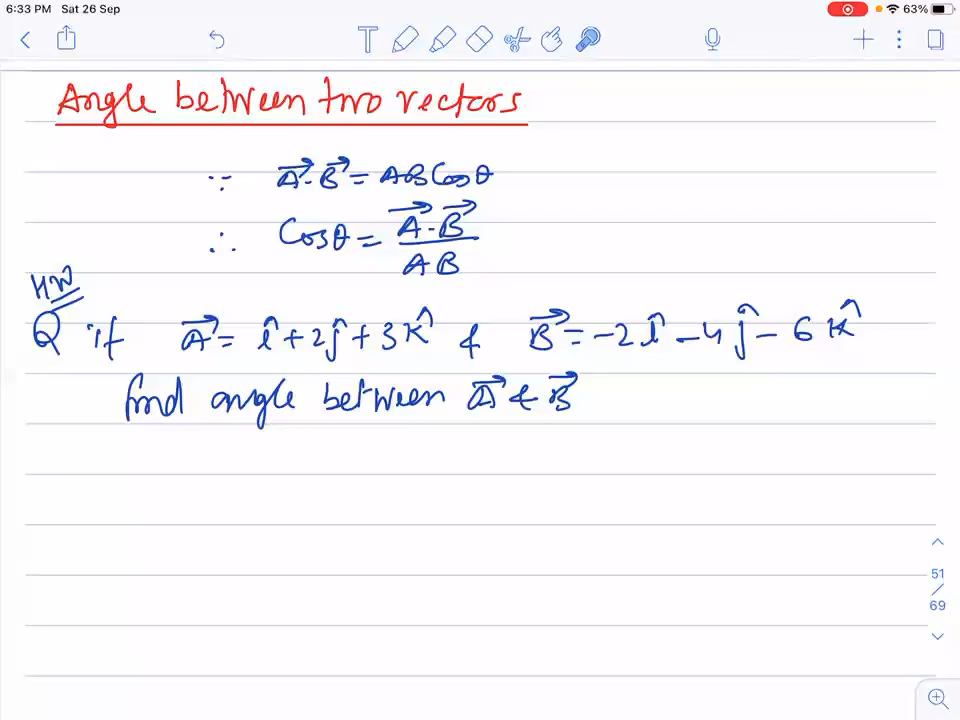 6:33 PM Sat 26 Sep 63%
Angle between two vectors
∵ A⃗·B⃗ = AB Cosθ
∴ Cosθ = A⃗·B⃗ / AB
HW
Q if A⃗ = î + 2ĵ + 3k̂ & B⃗ = -2î - 4ĵ - 6k̂
find angle between A⃗ & B⃗
51
/
69